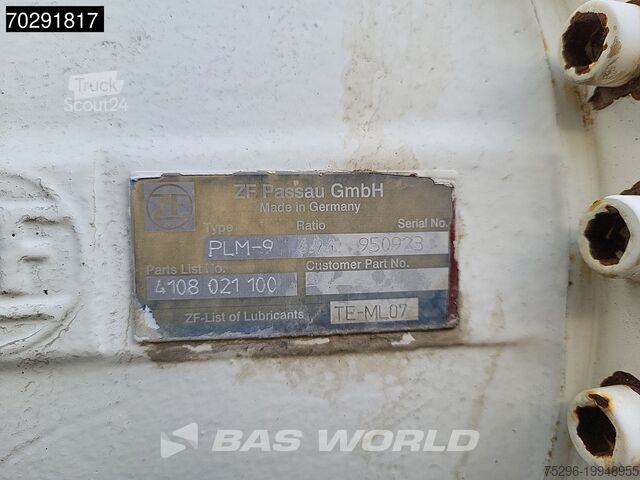 70291817
Truck
Scout24
ZF
ZF Passau GmbH
Made in Germany
Type Ratio Serial No.
PLM-9 950923
Parts List No. Customer Part No.
4108 021 100
ZF-List of Lubricants TE-ML07
BAS WORLD
75296-19948955